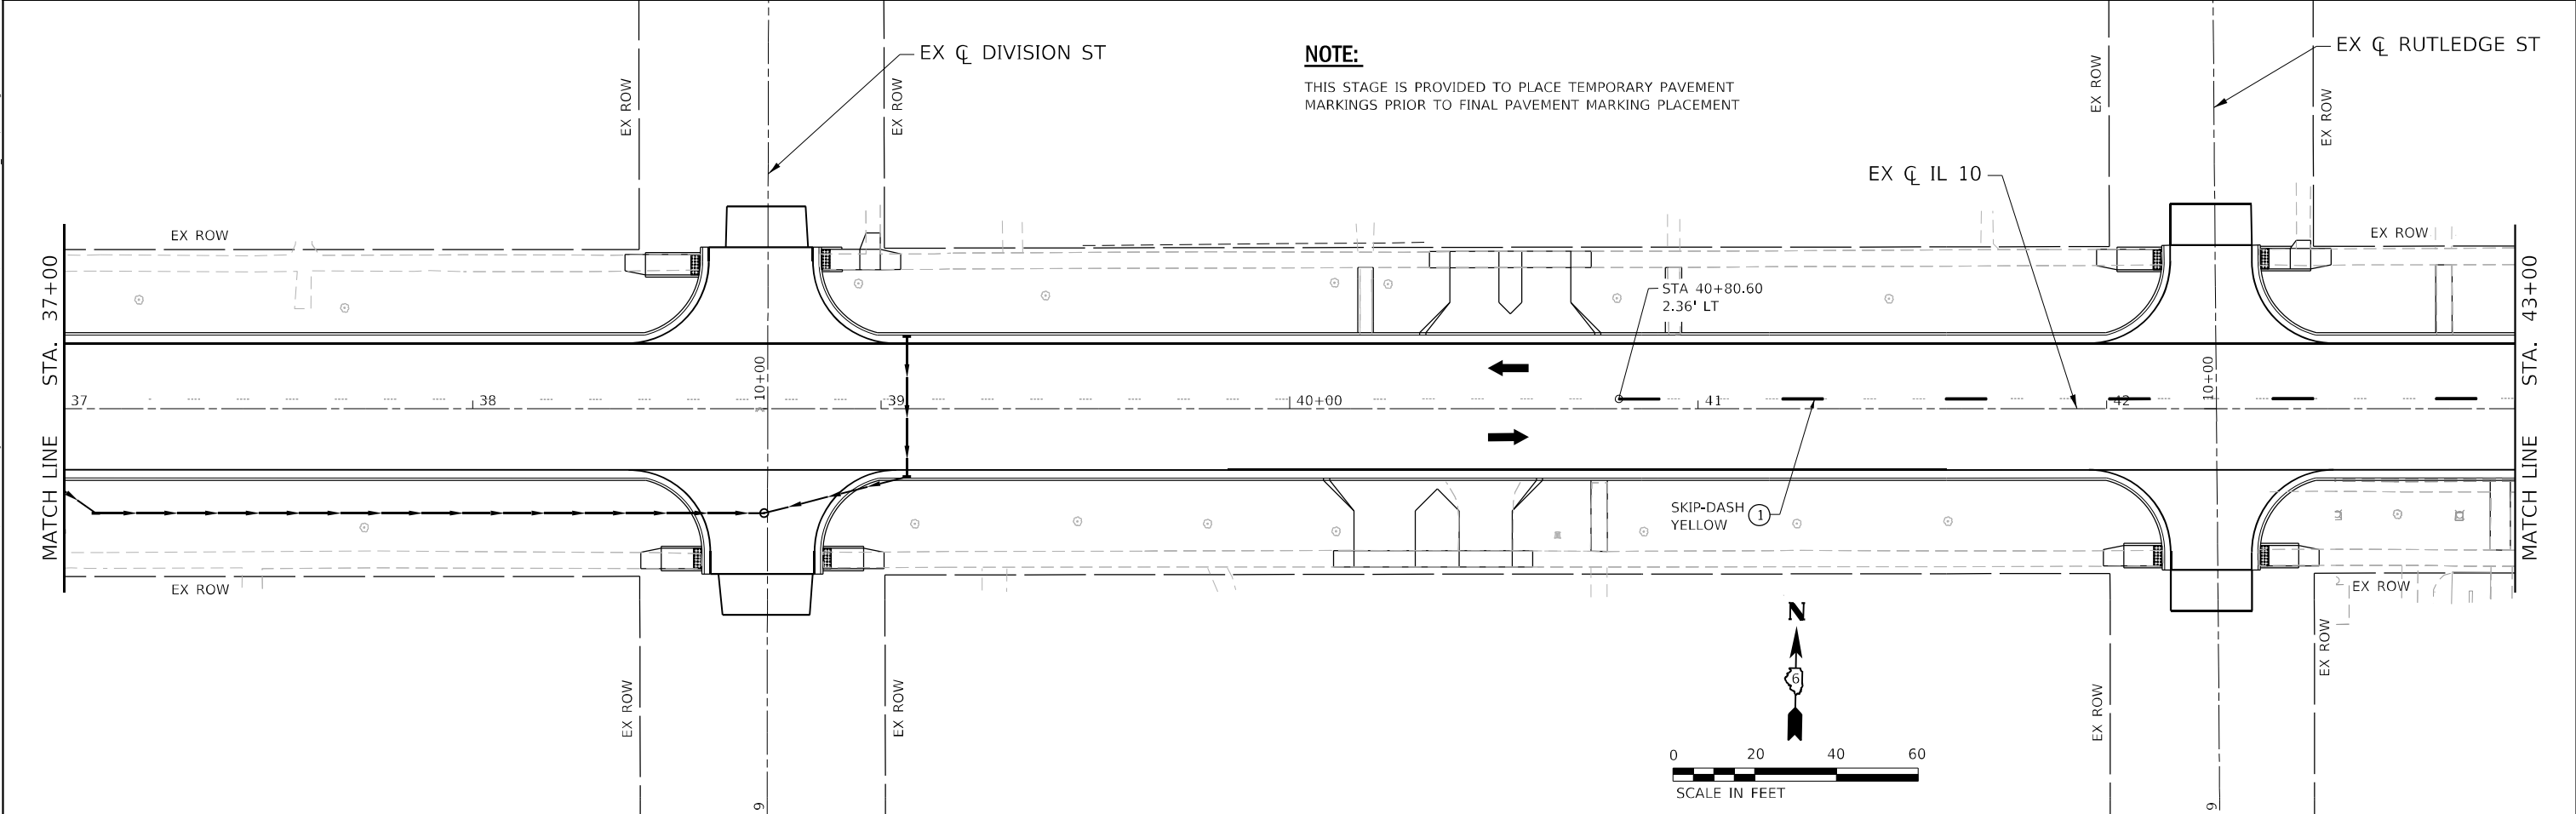 EX ℄ DIVISION ST
NOTE:
THIS STAGE IS PROVIDED TO PLACE TEMPORARY PAVEMENT
MARKINGS PRIOR TO FINAL PAVEMENT MARKING PLACEMENT
EX ℄ RUTLEDGE ST
EX ROW
EX ROW
EX ROW
EX ROW
EX ℄ IL 10
EX ROW
EX ROW
MATCH LINE STA. 37+00
STA 40+80.60
2.36' LT
MATCH LINE STA. 43+00
10+00
10+00
37
38
39
40+00
41
42
SKIP-DASH
YELLOW
1
EX ROW
EX ROW
N
6
EX ROW
EX ROW
EX ROW
EX ROW
0 20 40 60
SCALE IN FEET
9
9